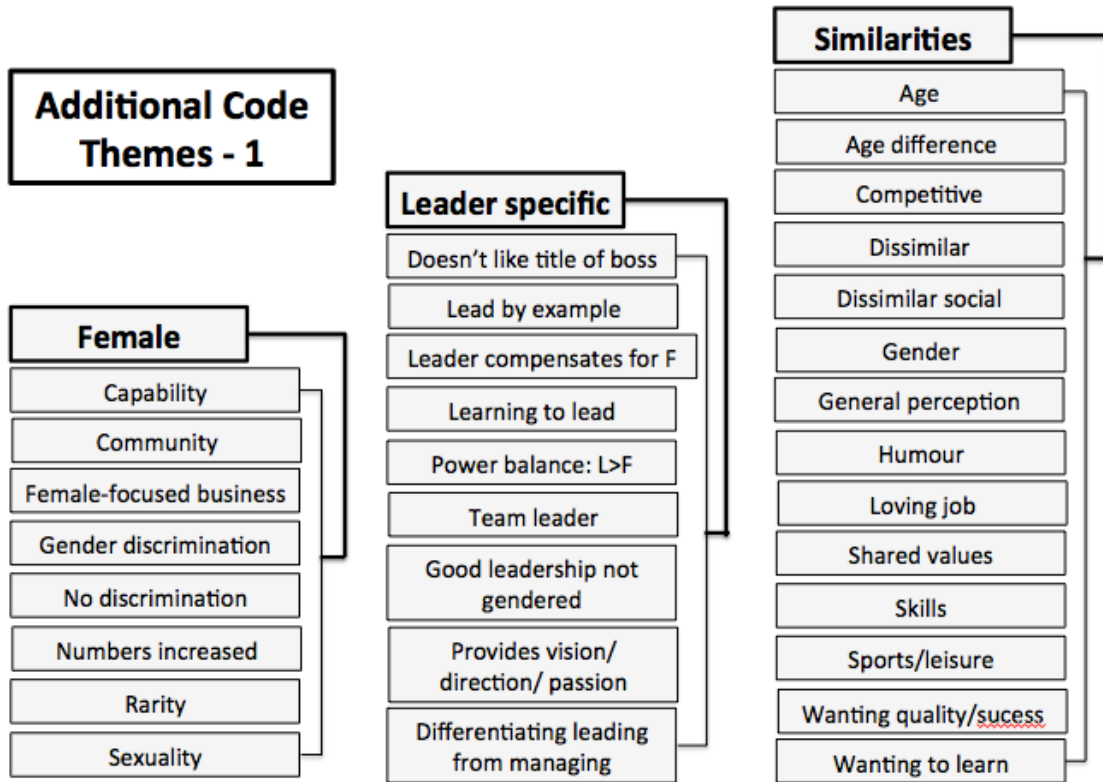 Additional Code
Themes - 1
Female
Capability
Community
Female-focused business
Gender discrimination
No discrimination
Numbers increased
Rarity
Sexuality
Leader specific
Doesn't like title of boss
Lead by example
Leader compensates for F
Learning to lead
Power balance: L>F
Team leader
Good leadership not
gendered
Provides vision/
direction/ passion
Differentiating leading
from managing
Similarities
Age
Age difference
Competitive
Dissimilar
Dissimilar social
Gender
General perception
Humour
Loving job
Shared values
Skills
Sports/leisure
Wanting quality/sucess
Wanting to learn